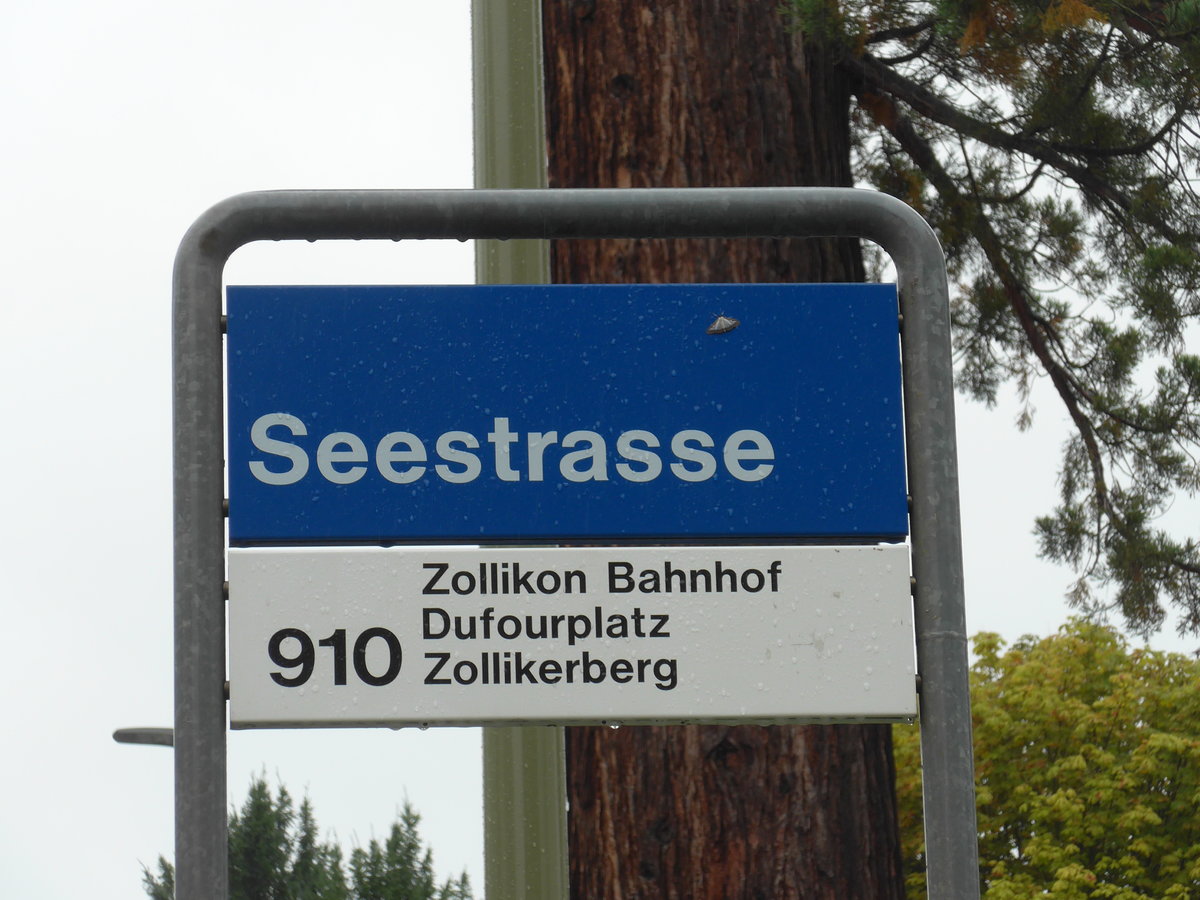 Seestrasse
910
Zollikon Bahnhof
Dufourplatz
Zollikerberg